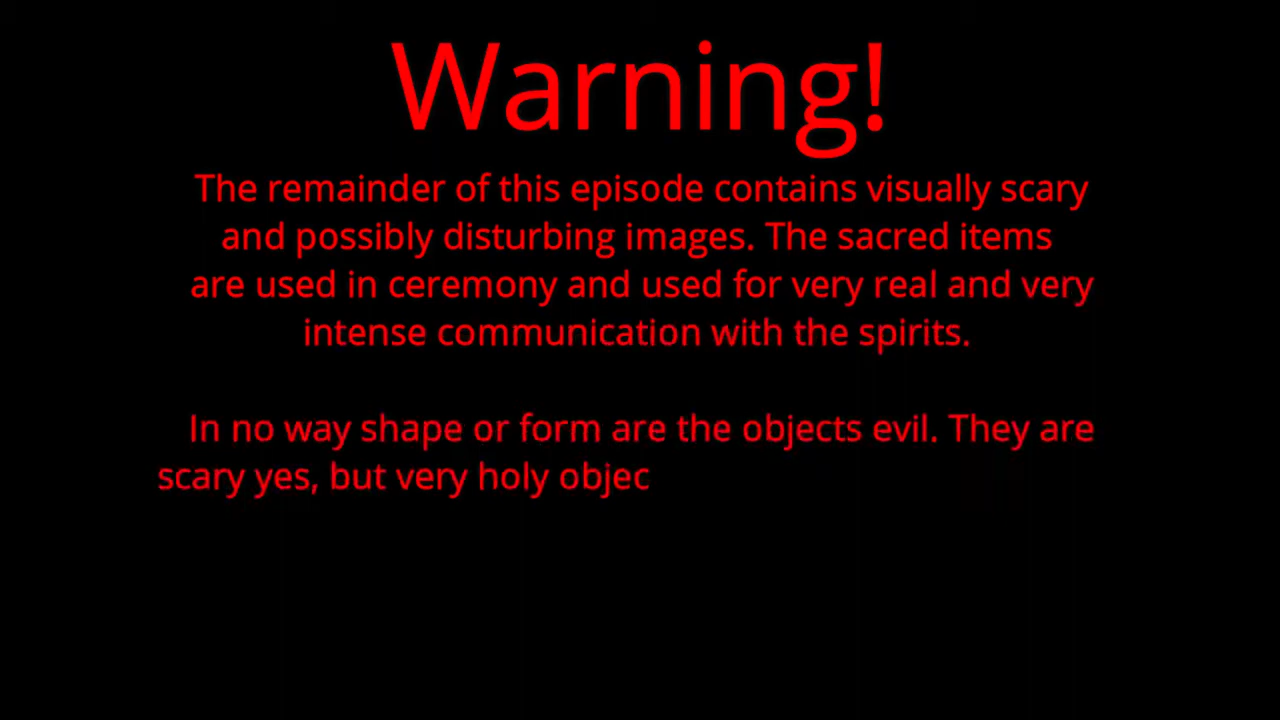 Warning!
The remainder of this episode contains visually scary
and possibly disturbing images. The sacred items
are used in ceremony and used for very real and very
intense communication with the spirits.
In no way shape or form are the objects evil. They are
scary yes, but very holy objec